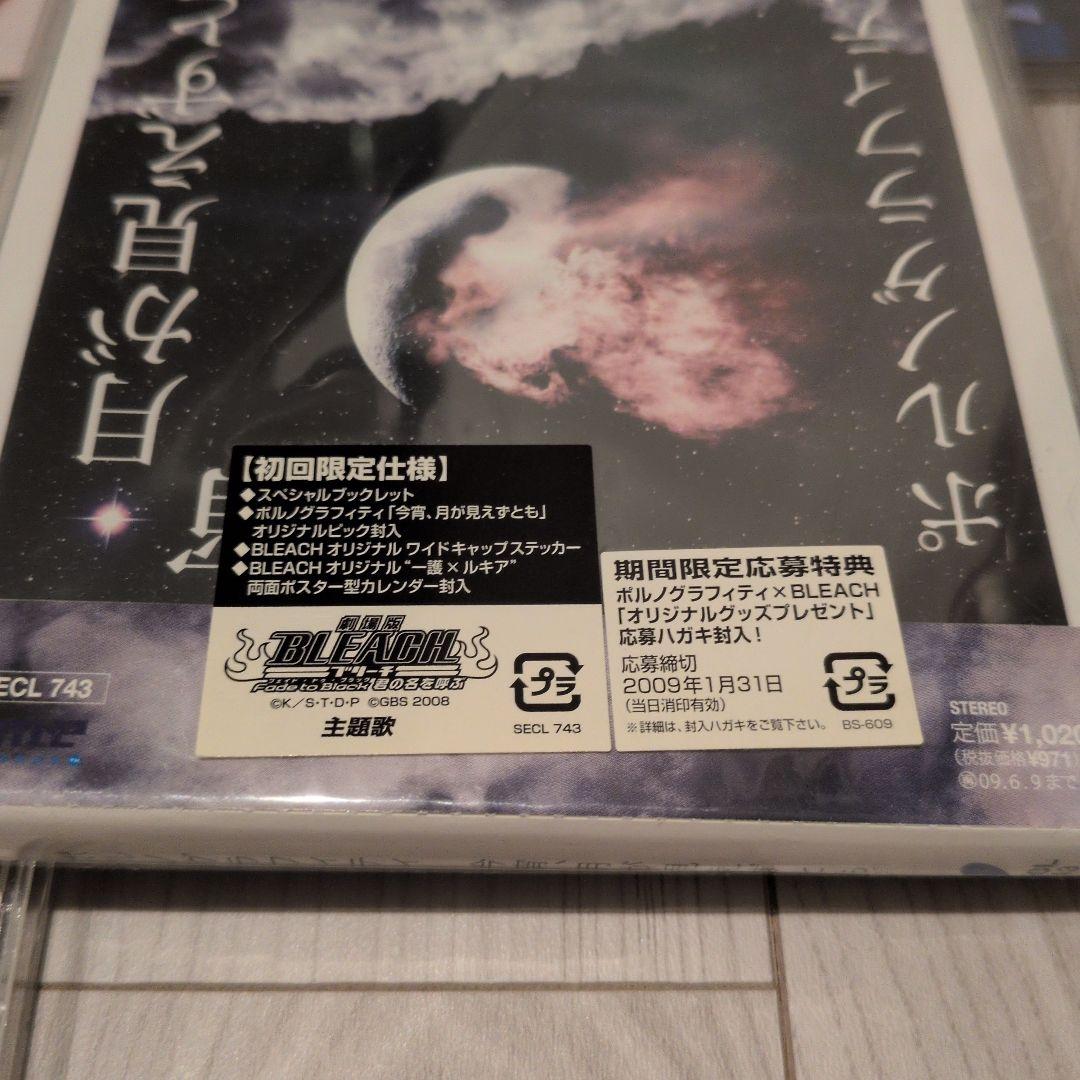 宵
月が見えずと
ポルノグラフィティ
【初回限定仕様】
◆スペシャルブックレット
◆ポルノグラフィティ「今宵、月が見えずとも」
オリジナルピック封入
◆BLEACH オリジナル ワイドキャップステッカー
◆BLEACH オリジナル“一護×ルキア”
両面ポスター型カレンダー封入
劇場版
BLEACH
ブリーチ
フェイド・トゥ・ブラック
Fade to Black 君の名を呼ぶ
©K/S・T・D・P ©GBS 2008
主題歌
プラ
SECL 743
期間限定応募特典
ポルノグラフィティ×BLEACH
「オリジナルグッズプレゼント」
応募ハガキ封入!
応募締切
2009年1月31日
(当日消印有効)
※詳細は、封入ハガキをご覧下さい。
プラ
BS-609
ECL 743
STEREO
定価¥1,020
(税抜価格¥971)
09.6.9まで